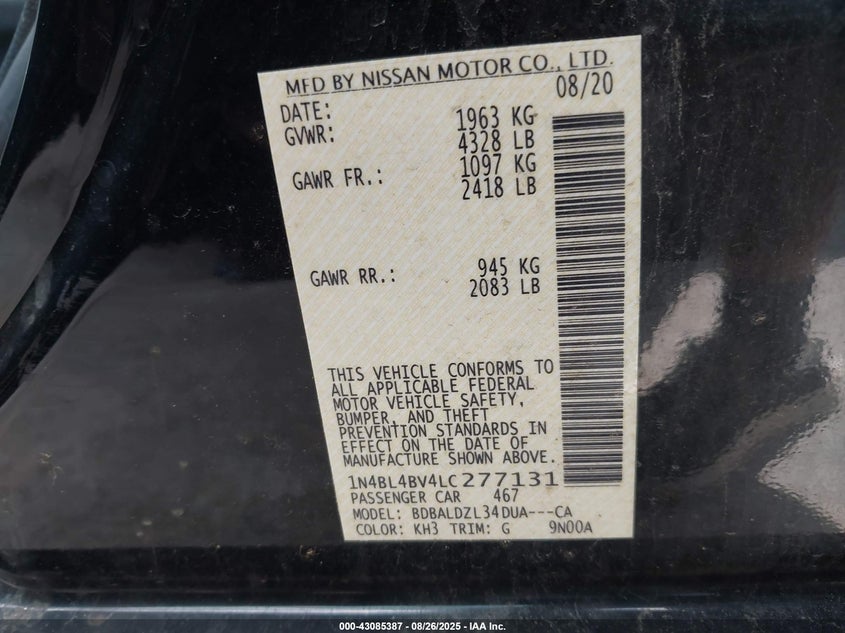 MFD BY NISSAN MOTOR CO., LTD.
DATE: 08/20
GVWR: 1963 KG
4328 LB
GAWR FR.: 1097 KG
2418 LB
GAWR RR.: 945 KG
2083 LB
THIS VEHICLE CONFORMS TO
ALL APPLICABLE FEDERAL
MOTOR VEHICLE SAFETY,
BUMPER, AND THEFT
PREVENTION STANDARDS IN
EFFECT ON THE DATE OF
MANUFACTURE SHOWN ABOVE.
1N4BL4BV4LC277131
PASSENGER CAR 467
MODEL: BDBALDZL34DUA---CA
COLOR: KH3 TRIM: G 9N00A
000-43085387 - 08/26/2025 - IAA Inc.